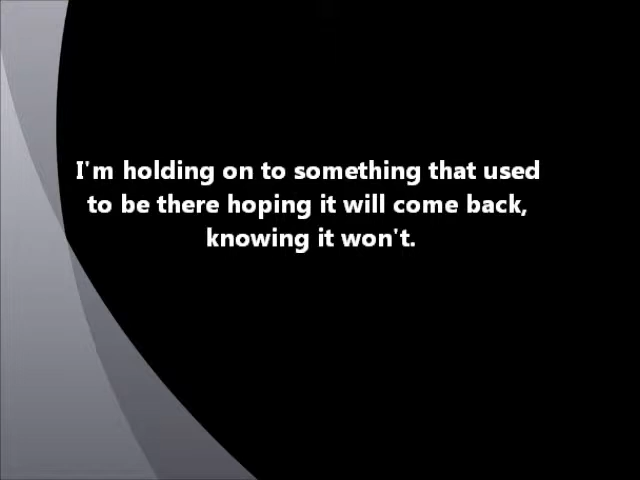 I'm holding on to something that used
to be there hoping it will come back,
knowing it won't.